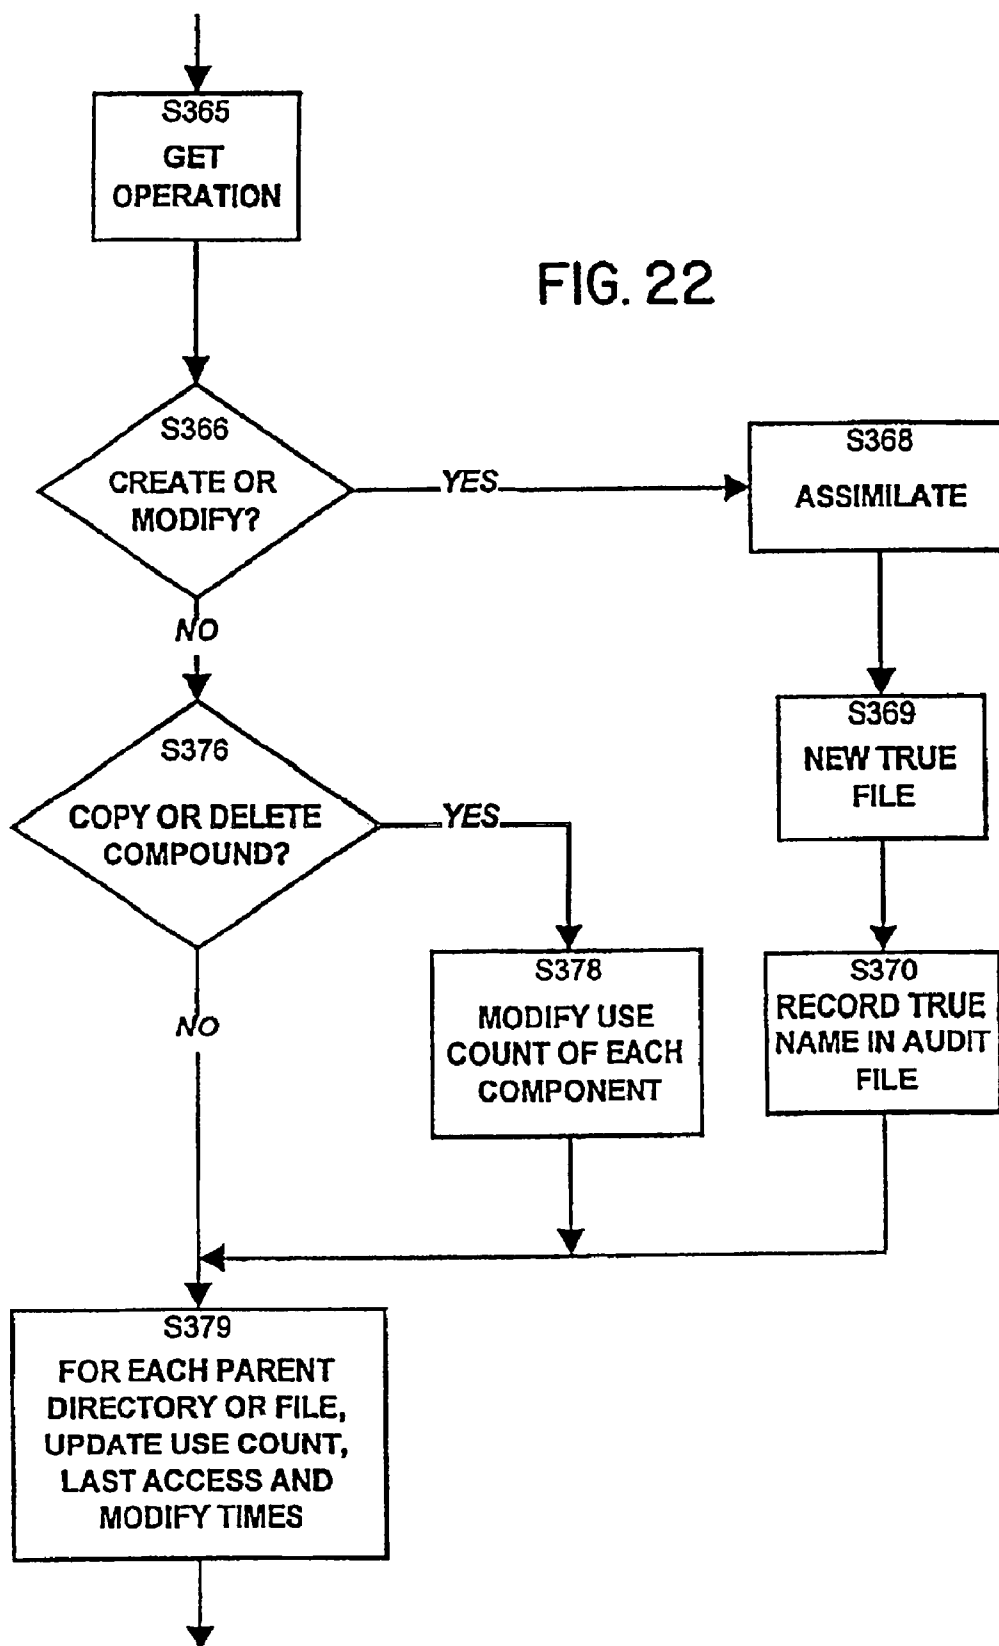 S365
GET
OPERATION
FIG. 22
S366
CREATE OR
MODIFY?
YES
S368
ASSIMILATE
NO
S369
NEW TRUE
FILE
S376
COPY OR DELETE
COMPOUND?
YES
S378
MODIFY USE
COUNT OF EACH
COMPONENT
S370
RECORD TRUE
NAME IN AUDIT
FILE
NO
S379
FOR EACH PARENT
DIRECTORY OR FILE,
UPDATE USE COUNT,
LAST ACCESS AND
MODIFY TIMES